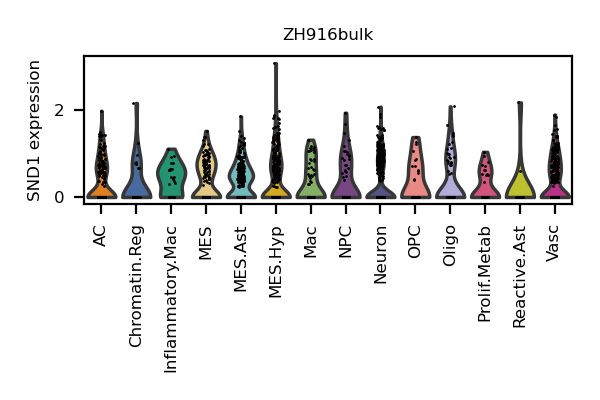 ZH916bulk
SND1 expression
2
0
AC
Chromatin.Reg
Inflammatory.Mac
MES
MES.Ast
MES.Hyp
Mac
NPC
Neuron
OPC
Oligo
Prolif.Metab
Reactive.Ast
Vasc